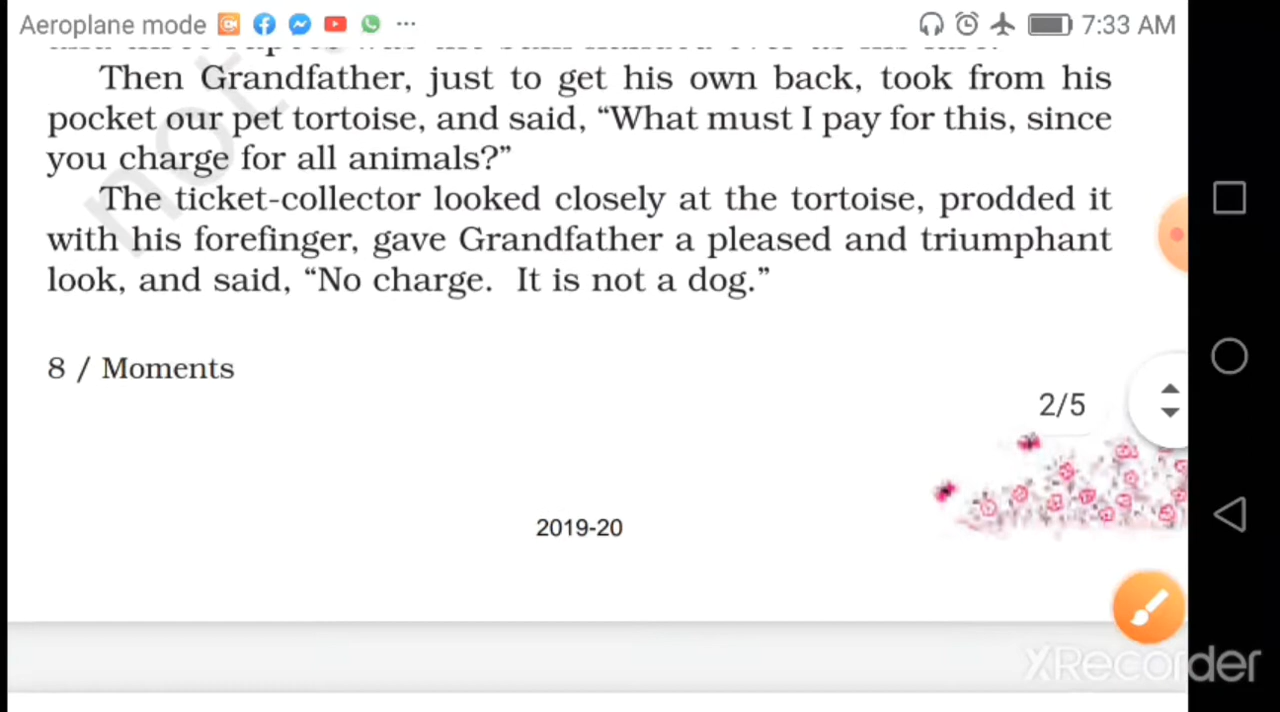 Aeroplane mode ... 7:33 AM
Then Grandfather, just to get his own back, took from his
pocket our pet tortoise, and said, “What must I pay for this, since
you charge for all animals?”
The ticket-collector looked closely at the tortoise, prodded it
with his forefinger, gave Grandfather a pleased and triumphant
look, and said, “No charge. It is not a dog.”
8 / Moments
2/5
2019-20
XRecorder
not